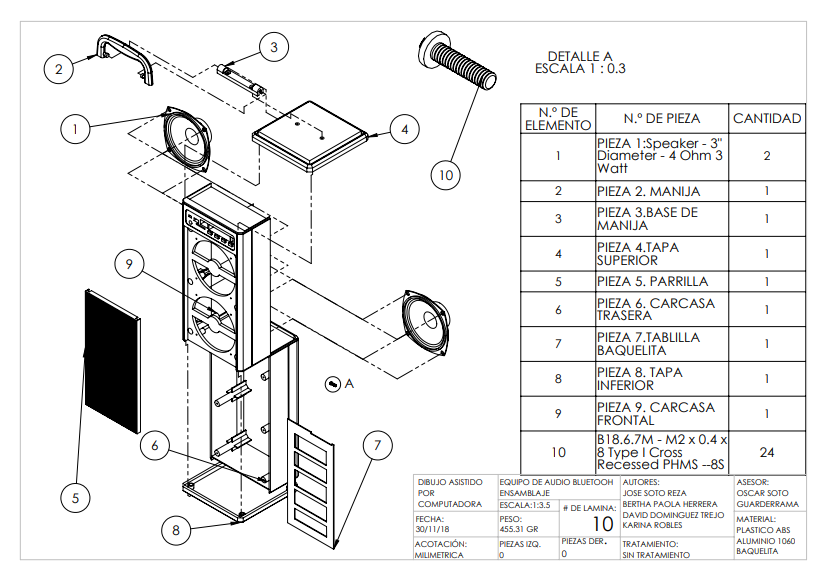 3
2
DETALLE A
ESCALA 1 : 0.3
1
4
10
9
A
5
6
7
8
N.º DE ELEMENTO N.º DE PIEZA CANTIDAD
1 PIEZA 1:Speaker - 3"
Diameter - 4 Ohm 3
Watt 2
2 PIEZA 2. MANIJA 1
3 PIEZA 3.BASE DE
MANIJA 1
4 PIEZA 4.TAPA
SUPERIOR 1
5 PIEZA 5. PARRILLA 1
6 PIEZA 6. CARCASA
TRASERA 1
7 PIEZA 7.TABLILLA
BAQUELITA 1
8 PIEZA 8. TAPA
INFERIOR 1
9 PIEZA 9. CARCASA
FRONTAL 1
10 B18.6.7M - M2 x 0.4 x
8 Type I Cross
Recessed PHMS --8S 24
DIBUJO ASISTIDO
POR
COMPUTADORA
EQUIPO DE AUDIO BLUETOOH
ENSAMBLAJE
ESCALA:1:3.5
# DE LAMINA:
10
AUTORES:
JOSE SOTO REZA
BERTHA PAOLA HERRERA
DAVID DOMINGUEZ TREJO
KARINA ROBLES
ASESOR:
OSCAR SOTO
GUARDERRAMA
FECHA:
30/11/18
PESO:
455.31 GR
MATERIAL:
PLASTICO ABS
ALUMINIO 1060
BAQUELITA
ACOTACIÓN:
MILIMETRICA
PIEZAS IZQ.
0
PIEZAS DER.
0
TRATAMIENTO:
SIN TRATAMIENTO